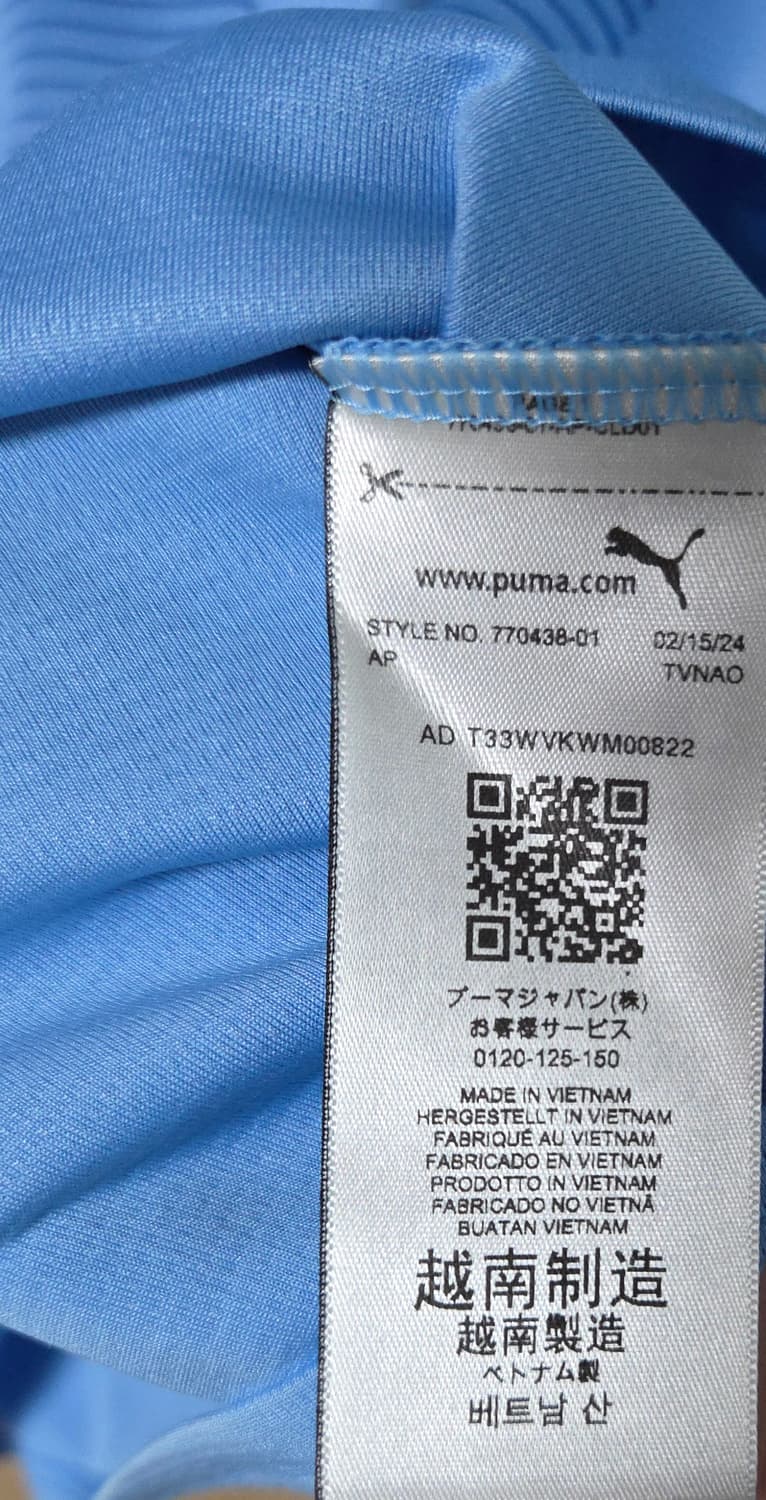 www.puma.com
STYLE NO. 770438-01 02/15/24
AP TVNAO
AD T33WVKWM00822
プーマジャパン(株)
お客様サービス
0120-125-150
MADE IN VIETNAM
HERGESTELLT IN VIETNAM
FABRIQUÉ AU VIETNAM
FABRICADO EN VIETNAM
PRODOTTO IN VIETNAM
FABRICADO NO VIETNÃ
BUATAN VIETNAM
越南制造
越南製造
ベトナム製
베트남 산